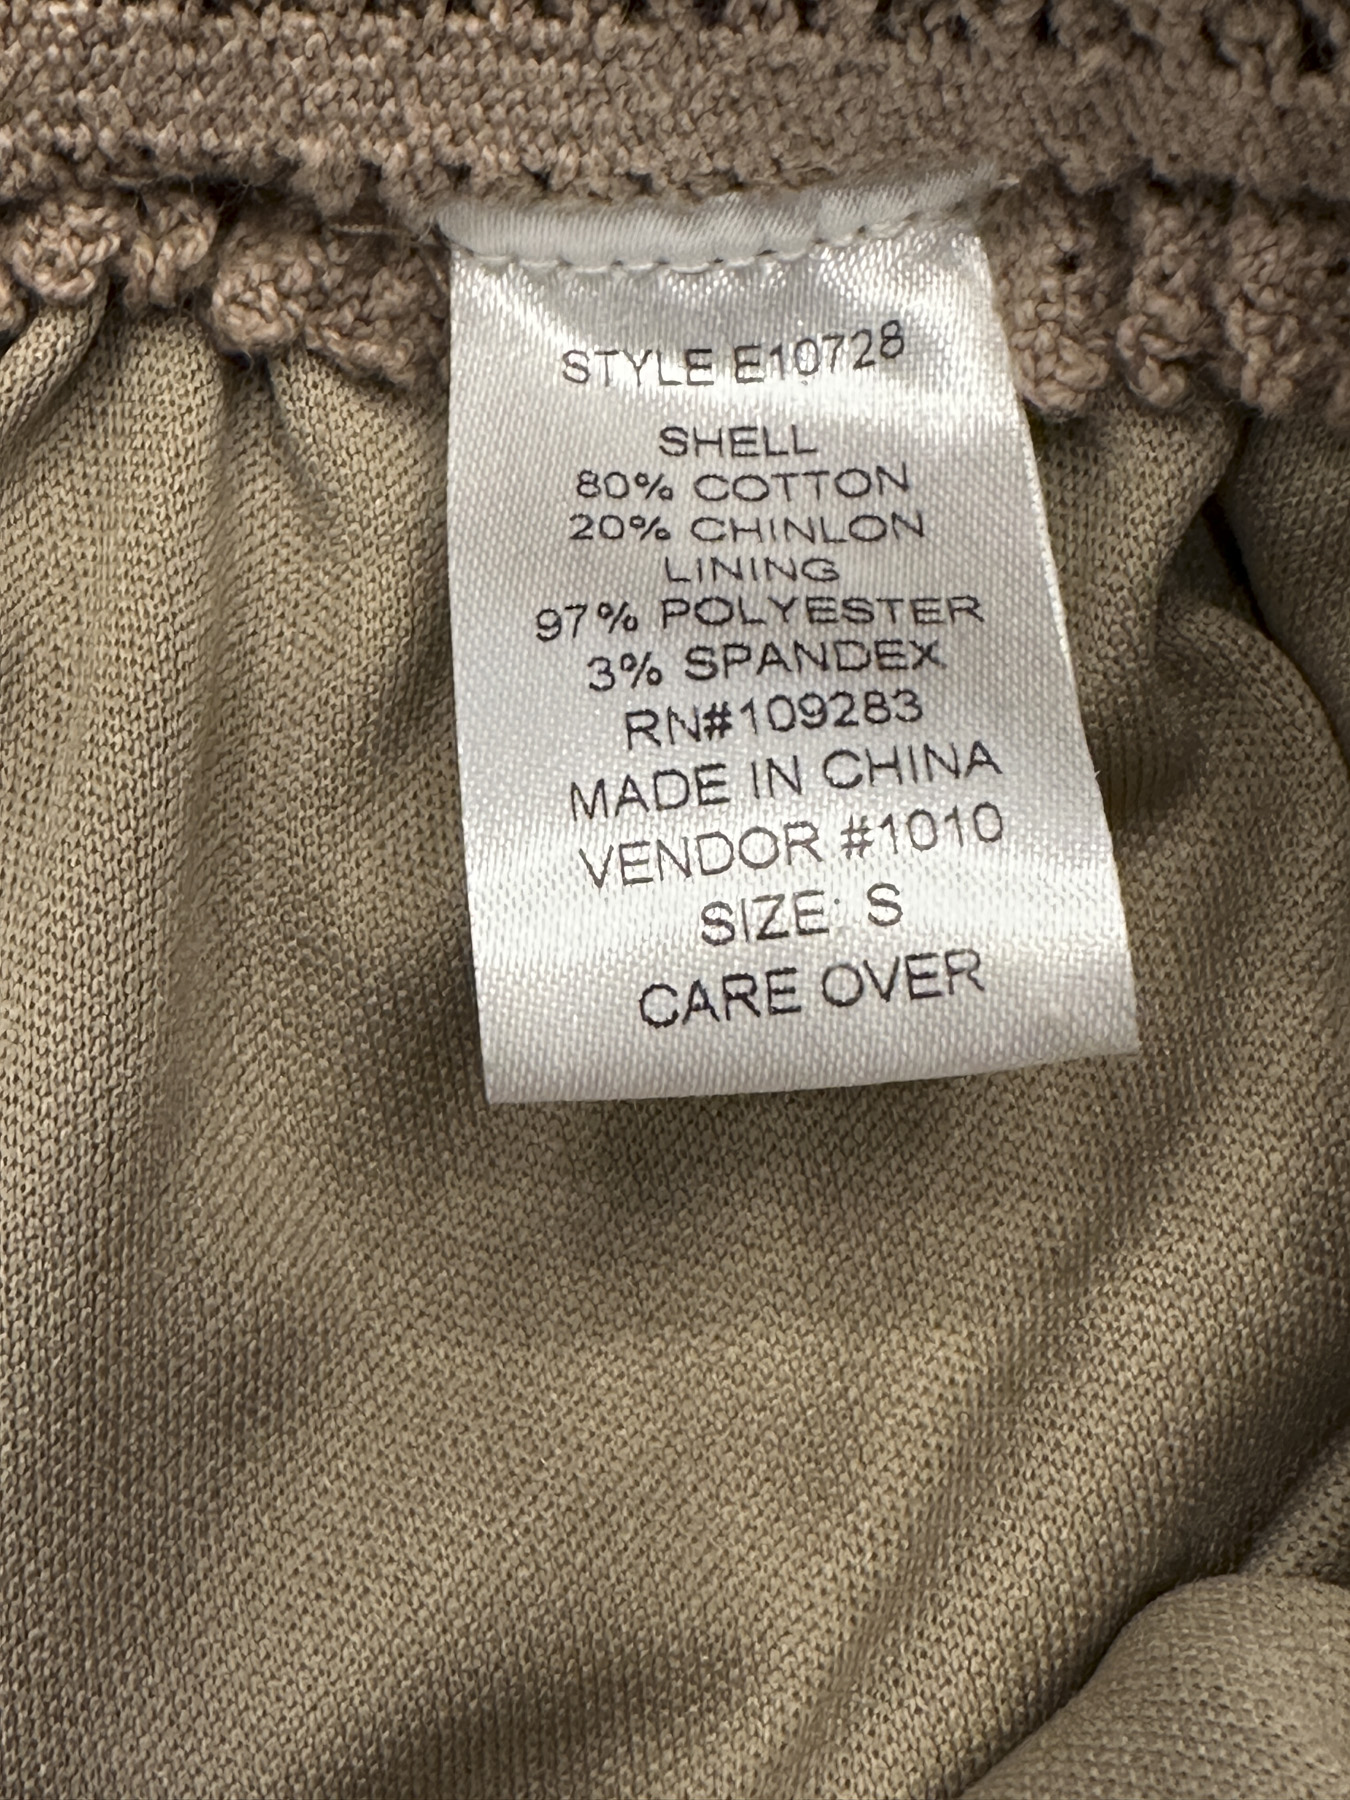 STYLE E10728
SHELL
80% COTTON
20% CHINLON
LINING
97% POLYESTER
3% SPANDEX
RN#109283
MADE IN CHINA
VENDOR #1010
SIZE: S
CARE OVER